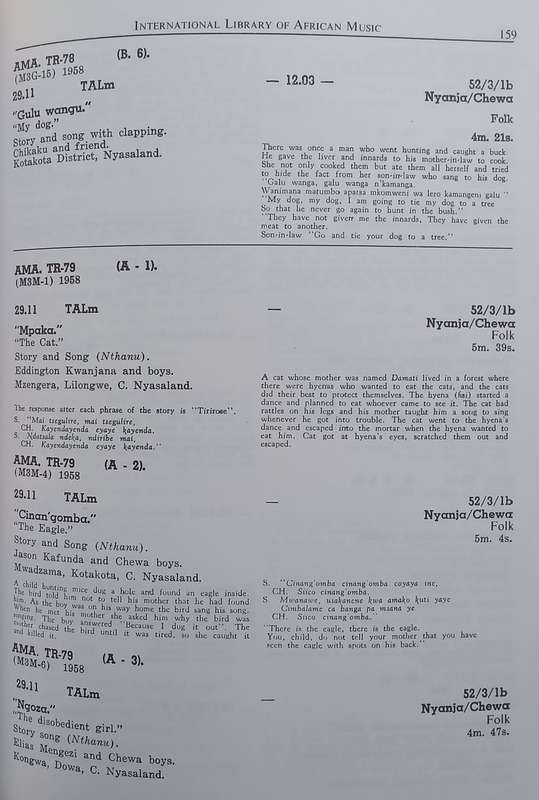 INTERNATIONAL LIBRARY OF AFRICAN MUSIC
159
AMA. TR-78 (B. 6).
(M3G-15) 1958
29.11 TALm
"Gulu wangu."
"My dog."
Story and song with clapping.
Chikaku and friend.
Kotakota District, Nyasaland.
— 12.03 —
52/3/1b
Nyanja/Chewa
Folk
4m. 21s.
There was once a man who went hunting and caught a buck.
He gave the liver and innards to his mother-in-law to cook.
She not only cooked them but ate them all herself and tried
to hide the fact from her son-in-law who sang to his dog.
"Galu wanga, galu wanga n'kamanga.
Wanimana matumbo apatsa mkomweni wa lero kamangeni galu."
"My dog, my dog, I am going to tie my dog to a tree
So that he never go again to hunt in the bush."
"They have not given me the innards, They have given the
meat to another.
Son-in-law "Go and tie your dog to a tree."
AMA. TR-79 (A - 1).
(M3M-1) 1958
29.11 TALm
"Mpaka."
"The Cat."
Story and Song (Nthanu).
Eddington Kwanjana and boys.
Mzengera, Lilongwe, C. Nyasaland.
The response after each phrase of the story is "Tirirose".
S. "Mai tsegulire, mai tsegulire,
CH. Kayendayenda eyaye kayenda.
S. Ndatsala ndeka, ndiribe mai,
CH. Kayendayenda eyaye kayenda."
—
52/3/1b
Nyanja/Chewa
Folk
5m. 39s.
A cat whose mother was named Damati lived in a forest where
there were hyenas who wanted to eat the cats, and the cats
did their best to protect themselves. The hyena (fisi) started a
dance and planned to eat whoever came to see it. The cat had
rattles on his legs and his mother taught him a song to sing
whenever he got into trouble. The cat went to the hyena's
dance and escaped into the mortar when the hyena wanted to
eat him. Cat got at hyena's eyes, scratched them out and
escaped.
AMA. TR-79 (A - 2).
(M3M-4) 1958
29.11 TALm
"Cinan'gomba."
"The Eagle."
Story and Song (Nthanu).
Jason Kafunda and Chewa boys.
Mwadzama, Kotakota, C. Nyasaland.
A child hunting mice dug a hole and found an eagle inside.
The bird told him not to tell his mother that he had found
him. As the boy was on his way home the bird sang his song.
When he met his mother she asked him why the bird was
singing. The boy answered "Because I dug it out". The
mother chased the bird until it was tired, so she caught it
and killed it.
—
52/3/1b
Nyanja/Chewa
Folk
5m. 4s.
S. "Cinang'omba cinang'omba cayaya ine,
CH. Siico cinang'omba.
S. Mwanawe, usakanene kwa amako kuti yaye
Cimbalame ca banga pa msana ye
CH. Siico cinang'omba."
"There is the eagle, there is the eagle.
You, child, do not tell your mother that you have
seen the eagle with spots on his back."
AMA. TR-79 (A - 3).
(M3M-6) 1958
29.11 TALm
"Ngoza."
"The disobedient girl."
Story song (Nthanu).
Elias Mengezi and Chewa boys.
Kongwa, Dowa, C. Nyasaland.
—
52/3/1b
Nyanja/Chewa
Folk
4m. 47s.